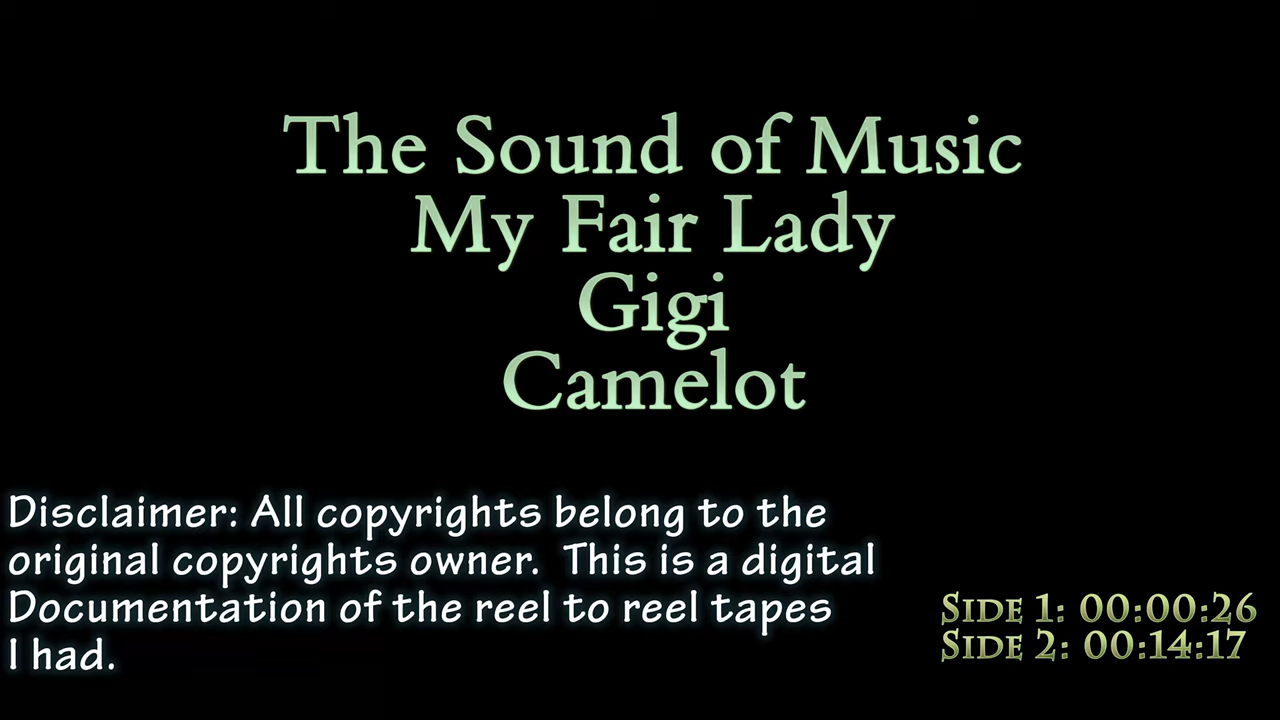 The Sound of Music
My Fair Lady
Gigi
Camelot
Disclaimer: All copyrights belong to the
original copyrights owner.  This is a digital
Documentation of the reel to reel tapes
I had.
Side 1: 00:00:26
Side 2: 00:14:17